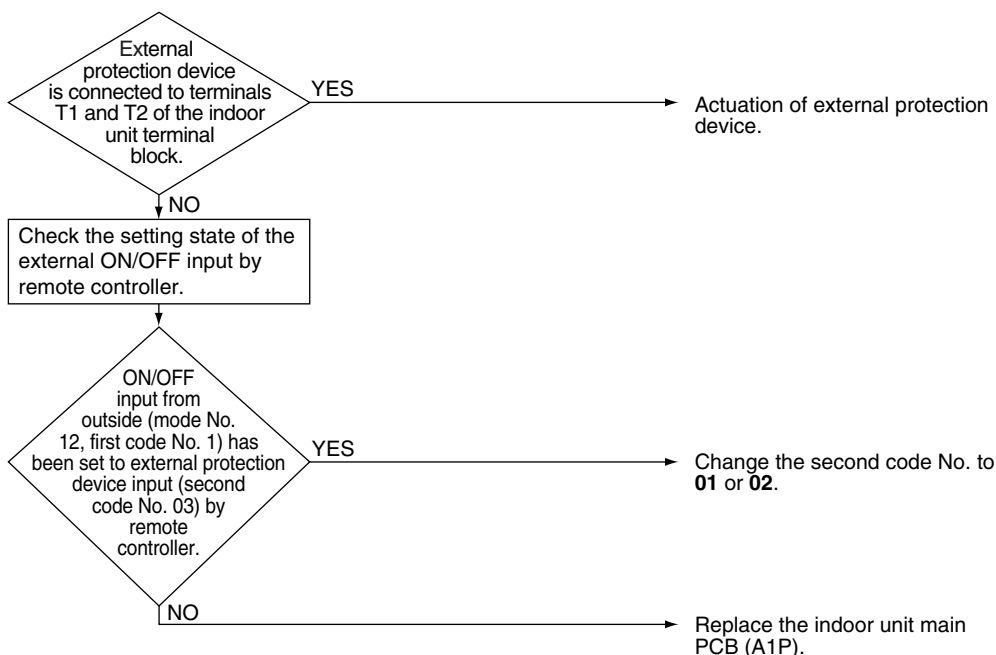 External
protection device
is connected to terminals
T1 and T2 of the indoor
unit terminal
block.
YES
Actuation of external protection
device.
NO
Check the setting state of the
external ON/OFF input by
remote controller.
ON/OFF
input from
outside (mode No.
12, first code No. 1) has
been set to external protection
device input (second
code No. 03) by
remote
controller.
YES
Change the second code No. to
01 or 02.
NO
Replace the indoor unit main
PCB (A1P).